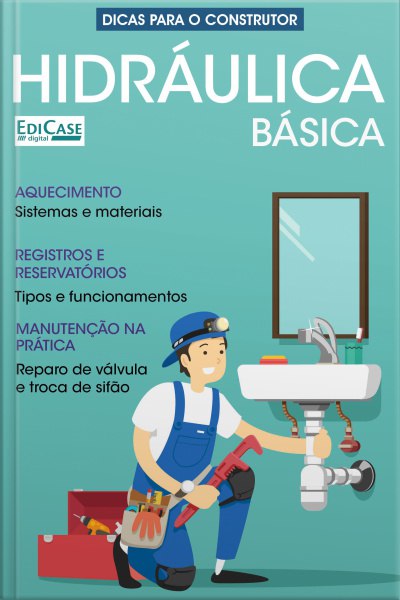 DICAS PARA O CONSTRUTOR
HIDRÁULICA
BÁSICA
EDICASE
digital
AQUECIMENTO
Sistemas e materiais
REGISTROS E
RESERVATÓRIOS
Tipos e funcionamentos
MANUTENÇÃO NA
PRÁTICA
Reparo de válvula
e troca de sifão